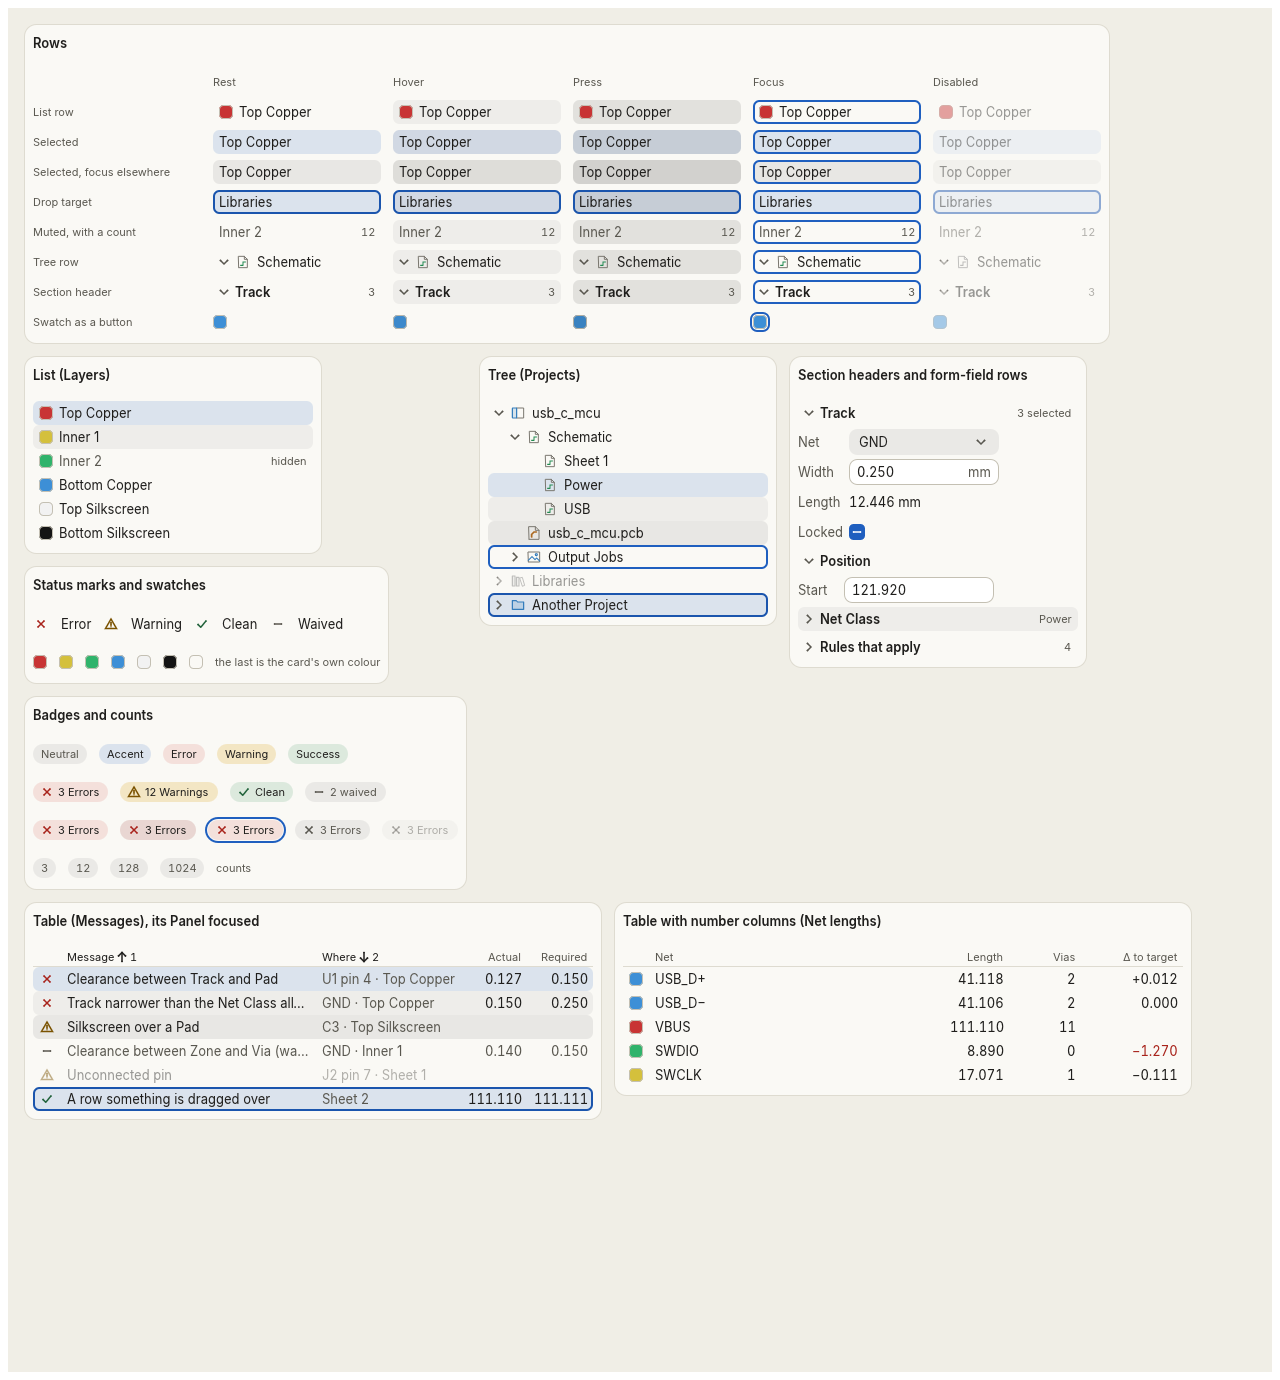 Rows
Rest Hover Press Focus Disabled
List row Top Copper Top Copper Top Copper Top Copper Top Copper
Selected Top Copper Top Copper Top Copper Top Copper Top Copper
Selected, focus elsewhere Top Copper Top Copper Top Copper Top Copper Top Copper
Drop target Libraries Libraries Libraries Libraries Libraries
Muted, with a count Inner 2 12 Inner 2 12 Inner 2 12 Inner 2 12 Inner 2 12
Tree row Schematic Schematic Schematic Schematic Schematic
Section header Track 3 Track 3 Track 3 Track 3 Track 3
Swatch as a button
List (Layers)
Top Copper
Inner 1
Inner 2 hidden
Bottom Copper
Top Silkscreen
Bottom Silkscreen
Tree (Projects)
usb_c_mcu
Schematic
Sheet 1
Power
USB
usb_c_mcu.pcb
Output Jobs
Libraries
Another Project
Section headers and form-field rows
Track 3 selected
Net GND
Width 0.250 mm
Length 12.446 mm
Locked
Position
Start 121.920
Net Class Power
Rules that apply 4
Status marks and swatches
Error Warning Clean Waived
the last is the card's own colour
Badges and counts
Neutral Accent Error Warning Success
3 Errors 12 Warnings Clean 2 waived
3 Errors 3 Errors 3 Errors 3 Errors 3 Errors
3 12 128 1024 counts
Table (Messages), its Panel focused
Message ↑ 1 Where ↓ 2 Actual Required
Clearance between Track and Pad U1 pin 4 · Top Copper 0.127 0.150
Track narrower than the Net Class all... GND · Top Copper 0.150 0.250
Silkscreen over a Pad C3 · Top Silkscreen
Clearance between Zone and Via (wa... GND · Inner 1 0.140 0.150
Unconnected pin J2 pin 7 · Sheet 1
A row something is dragged over Sheet 2 111.110 111.111
Table with number columns (Net lengths)
Net Length Vias Δ to target
USB_D+ 41.118 2 +0.012
USB_D− 41.106 2 0.000
VBUS 111.110 11
SWDIO 8.890 0 −1.270
SWCLK 17.071 1 −0.111